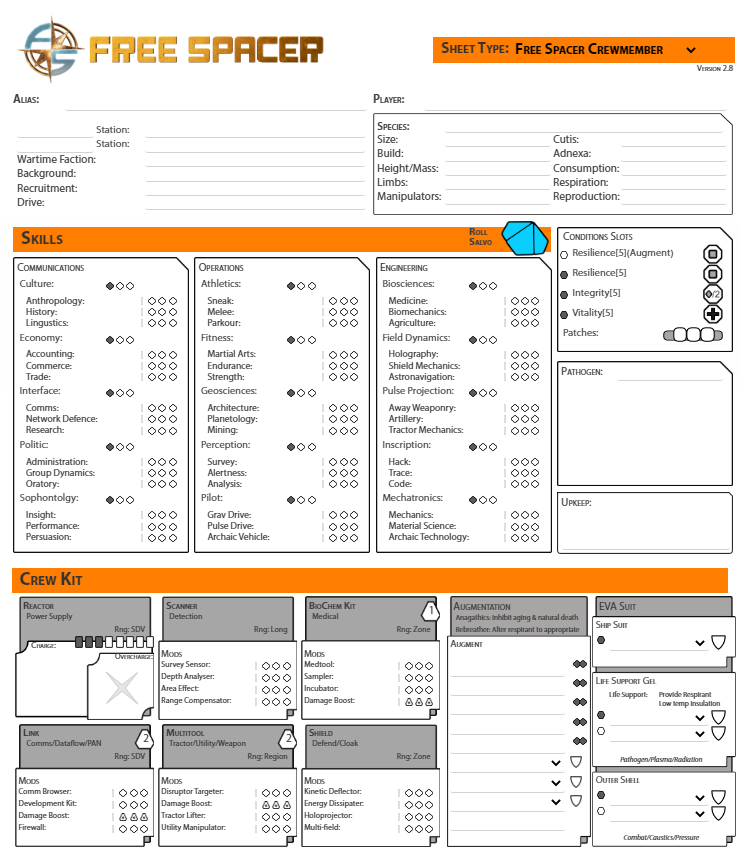 FREE SPACER
SHEET TYPE: FREE SPACER CREWMEMBER
VERSION 2.8
ALIAS:
PLAYER:
Station:
Station:
Wartime Faction:
Background:
Recruitment:
Drive:
SPECIES:
Size:
Cutis:
Build:
Adnexa:
Height/Mass:
Consumption:
Limbs:
Respiration:
Manipulators:
Reproduction:
SKILLS
ROLL
SALVO
COMMUNICATIONS
Culture:
Anthropology:
History:
Lingustics:
Economy:
Accounting:
Commerce:
Trade:
Interface:
Comms:
Network Defence:
Research:
Politic:
Administration:
Group Dynamics:
Oratory:
Sophontolgy:
Insight:
Performance:
Persuasion:
OPERATIONS
Athletics:
Sneak:
Melee:
Parkour:
Fitness:
Martial Arts:
Endurance:
Strength:
Geosciences:
Architecture:
Planetology:
Mining:
Perception:
Survey:
Alertness:
Analysis:
Pilot:
Grav Drive:
Pulse Drive:
Archaic Vehicle:
ENGINEERING
Biosciences:
Medicine:
Biomechanics:
Agriculture:
Field Dynamics:
Holography:
Shield Mechanics:
Astronavigation:
Pulse Projection:
Away Weaponry:
Artillery:
Tractor Mechanics:
Inscription:
Hack:
Trace:
Code:
Mechatronics:
Mechanics:
Material Science:
Archaic Technology:
CONDITIONS SLOTS
Resilience[5](Augment)
Resilience[5]
Integrity[5]
/2
Vitality[5]
Patches:
PATHOGEN:
UPKEEP:
CREW KIT
REACTOR
Power Supply
Rng: SDV
CHARGE:
OVERCHARGE:
SCANNER
Detection
Rng: Long
MODS
Survey Sensor:
Depth Analyser:
Area Effect:
Range Compensator:
BIOCHEM KIT
Medical
1
Rng: Zone
MODS
Medtool:
Sampler:
Incubator:
Damage Boost:
LINK
Comms/Dataflow/PAN
2
Rng: SDV
MODS
Comm Browser:
Development Kit:
Damage Boost:
Firewall:
MULTITOOL
Tractor/Utility/Weapon
2
Rng: Region
MODS
Disruptor Targeter:
Damage Boost:
Tractor Lifter:
Utility Manipulator:
SHIELD
Defend/Cloak
Rng: Zone
MODS
Kinetic Deflector:
Energy Dissipater:
Holoprojector:
Multi-field:
AUGMENTATION
Anagathics: Inhibit aging & natural death
Rebreather: Alter respirant to appropriate
AUGMENT
EVA SUIT
SHIP SUIT
LIFE SUPPORT GEL
Life Support: Provide Respirant
Low temp Insulation
Pathogen/Plasma/Radiation
OUTER SHELL
Combat/Caustics/Pressure